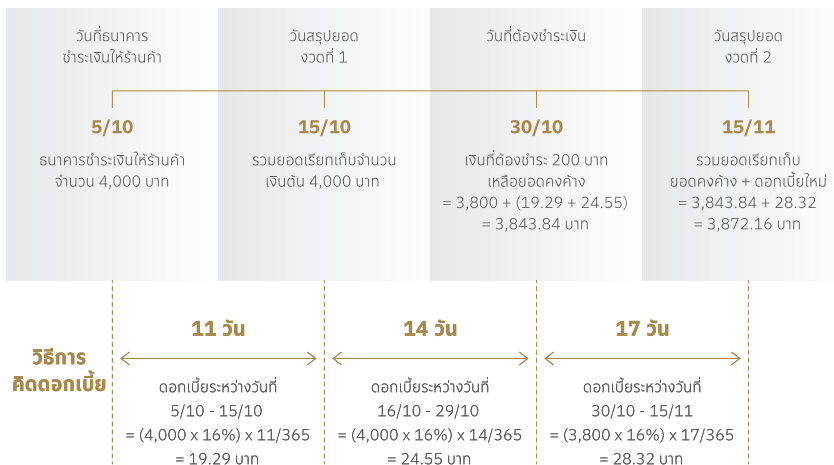 วันที่ธนาคาร
ชำระเงินให้ร้านค้า
วันสรุปยอด
งวดที่ 1
วันที่ต้องชำระเงิน
วันสรุปยอด
งวดที่ 2
5/10
15/10
30/10
15/11
ธนาคารชำระเงินให้ร้านค้า
จำนวน 4,000 บาท
รวมยอดเรียกเก็บจำนวน
เงินต้น 4,000 บาท
เงินที่ต้องชำระ 200 บาท
เหลือยอดคงค้าง
= 3,800 + (19.29 + 24.55)
= 3,843.84 บาท
รวมยอดเรียกเก็บ
ยอดคงค้าง + ดอกเบี้ยใหม่
= 3,843.84 + 28.32
= 3,872.16 บาท
วิธีการ
คิดดอกเบี้ย
11 วัน
ดอกเบี้ยระหว่างวันที่
5/10 - 15/10
= (4,000 x 16%) x 11/365
= 19.29 บาท
14 วัน
ดอกเบี้ยระหว่างวันที่
16/10 - 29/10
= (4,000 x 16%) x 14/365
= 24.55 บาท
17 วัน
ดอกเบี้ยระหว่างวันที่
30/10 - 15/11
= (3,800 x 16%) x 17/365
= 28.32 บาท